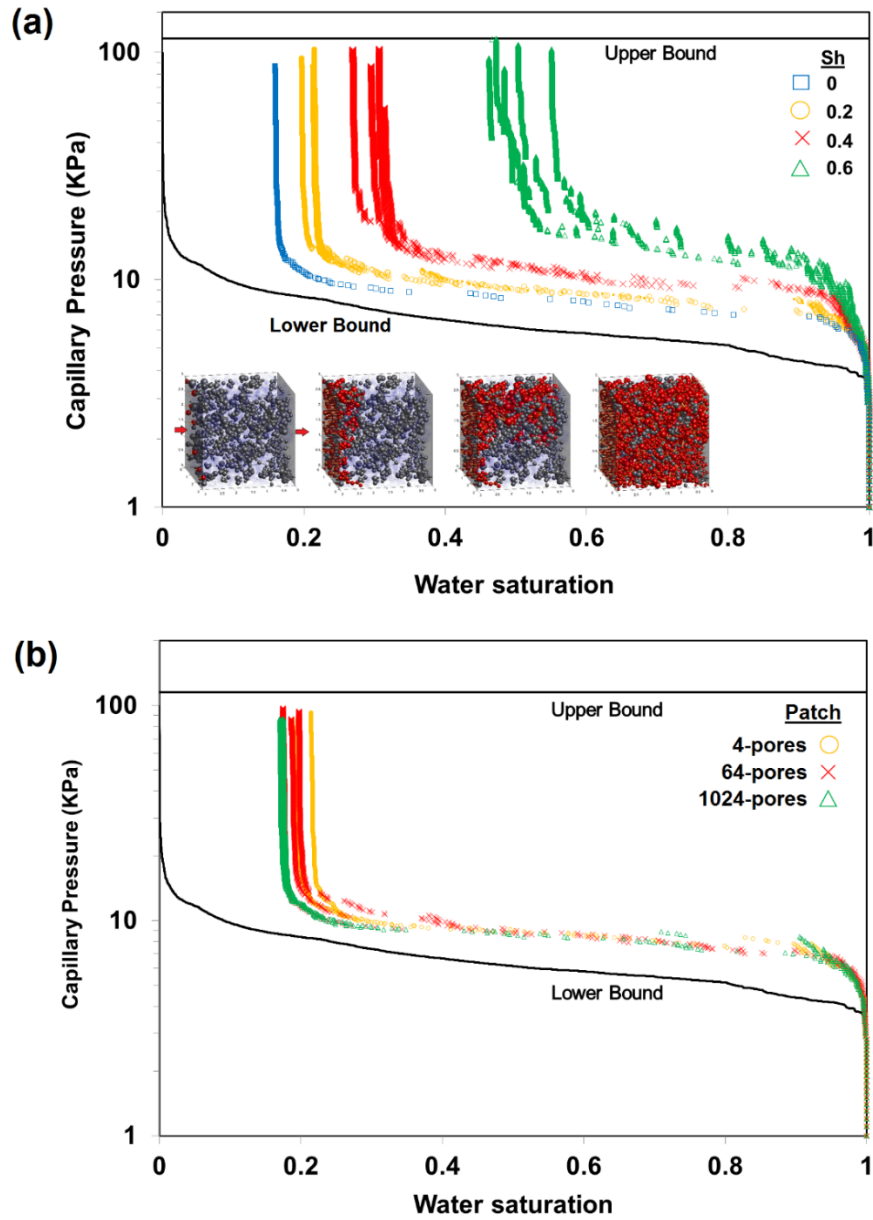 (a)
100
10
1
Capillary Pressure (KPa)
Upper Bound
Sh
0
0.2
0.4
0.6
Lower Bound
0 0.2 0.4 0.6 0.8 1
Water saturation
(b)
100
10
1
Capillary Pressure (KPa)
Upper Bound
Patch
4-pores
64-pores
1024-pores
Lower Bound
0 0.2 0.4 0.6 0.8 1
Water saturation